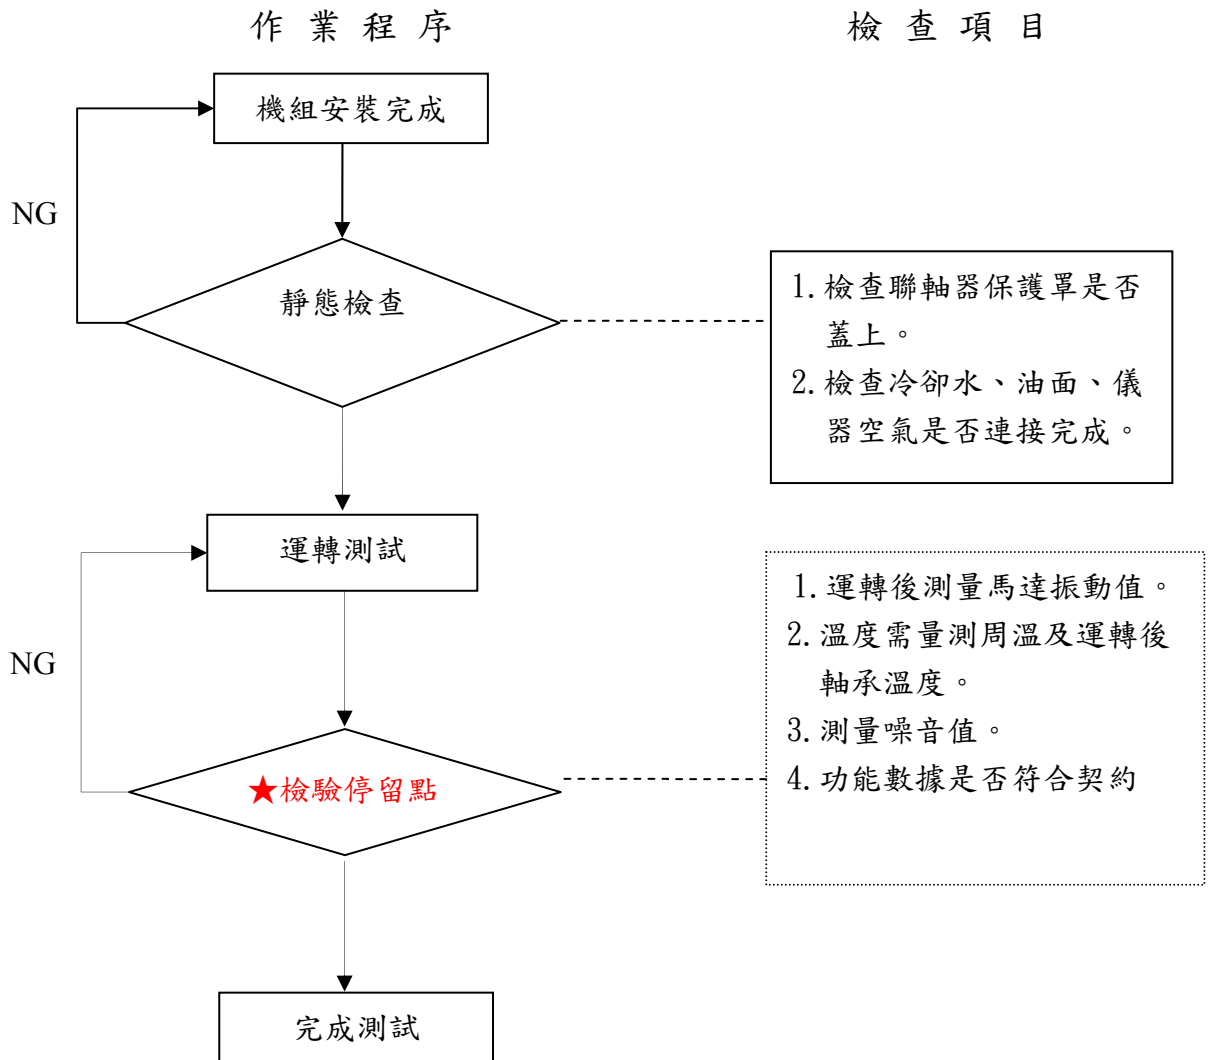 作業程序
檢查項目
機組安裝完成
NG
靜態檢查
1.檢查聯軸器保護罩是否
蓋上。
2.檢查冷卻水、油面、儀
器空氣是否連接完成。
運轉測試
NG
1.運轉後測量馬達振動值。
2.溫度需量測周溫及運轉後
軸承溫度。
3.測量噪音值。
4.功能數據是否符合契約
★檢驗停留點
完成測試